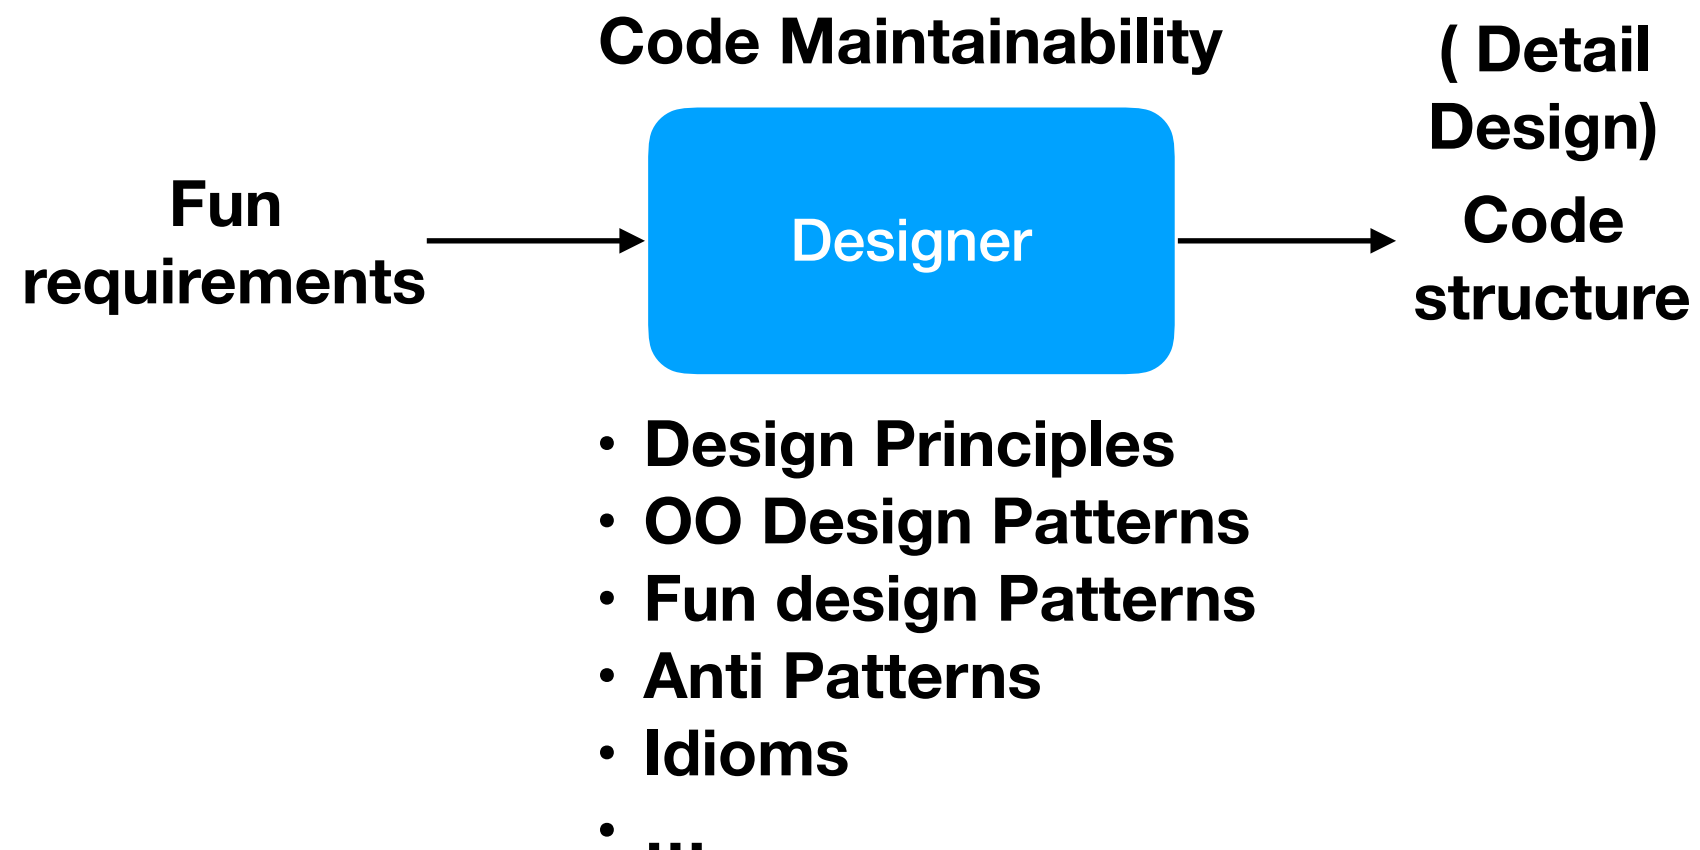 Code Maintainability
( Detail
Design)
Fun
requirements
Designer
Code
structure
• Design Principles
• OO Design Patterns
• Fun design Patterns
• Anti Patterns
• Idioms
• ...